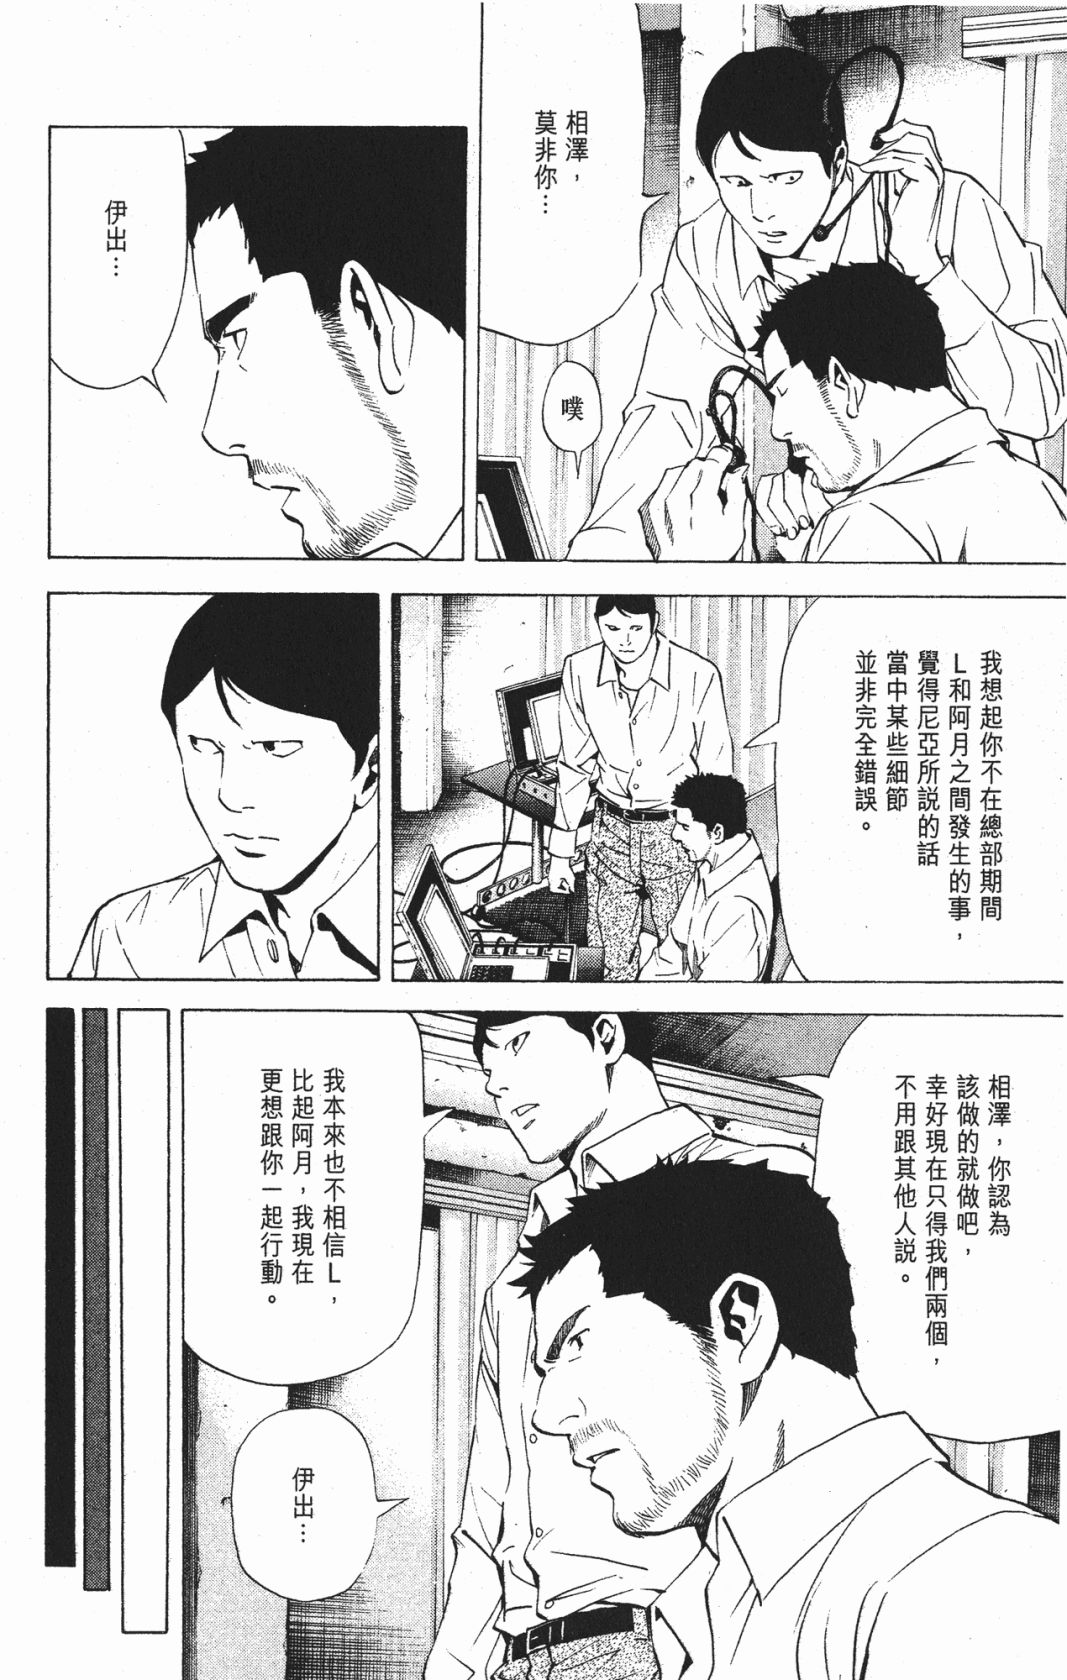 相澤，
莫非你…
噗
伊出…
我想起你不在總部期間
L和阿月之間發生的事，
覺得尼亞所說的話
當中某些細節
並非完全錯誤。
相澤，你認為
該做的就做吧，
幸好現在只得我們兩個，
不用跟其他人説。
我本來也不相信L，
比起阿月，我現在
更想跟你一起行動。
伊出…